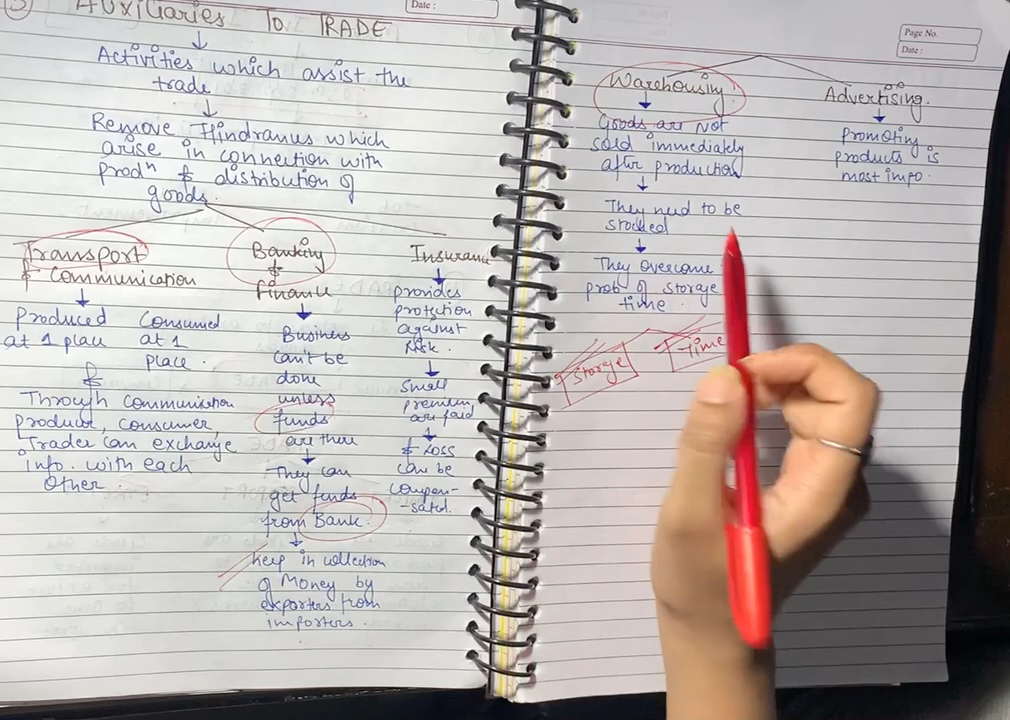 3 AUXILIARIES TO TRADE
Date :
Activities which assist the
trade
Remove Hindrances which
arise in connection with
prodⁿ & distribution of
goods.
Transport
& Communication
Produced
at 1 place
Consumed
at 1
place.
&
Through communication
producer, consumer,
Trader can exchange
info. with each
other.
Banking
&
finance
Business
can't be
done
unless
funds
are there
They can
get funds
from Bank.
Help in collection
of Money by
exporters from
importers.
Insurance
provides
protection
against
Risk.
Small
premium
are paid
& Loss
can be
compen-
-sated.
Page No.
Date :
Warehousing
Goods are not
sold immediately
after production
They need to be
stocked
They overcome
prob of storage
time.
Storage
Time
Advertising.
Promoting
products is
most impo.